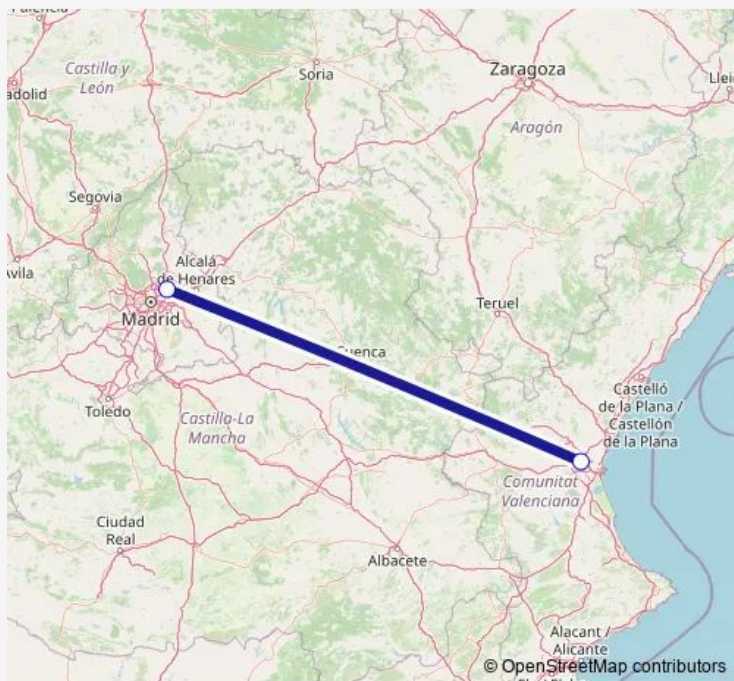 Castilla y
León
Soria
Zaragoza
Aragón
Segovia
Alcalá
de Henares
Madrid
Teruel
Cuenca
Toledo
Castilla-La
Mancha
Castelló
de la Plana /
Castellón
de la Plana
Comunitat
Valenciana
Ciudad
Real
Albacete
Alacant /
Alicante
© OpenStreetMap contributors